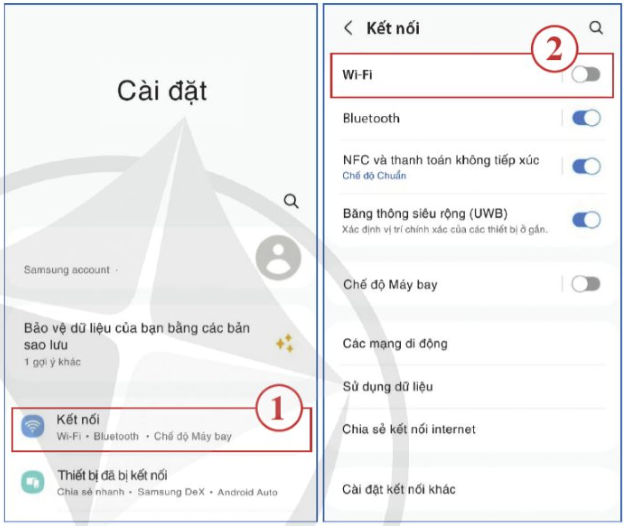 Cài đặt
Samsung account ·
Bảo vệ dữ liệu của bạn bằng các bản
sao lưu
1 gợi ý khác
1
Kết nối
Wi-Fi • Bluetooth • Chế độ Máy bay
Thiết bị đã bị kết nối
Chia sẻ nhanh • Samsung DeX • Android Auto
Kết nối
2
Wi-Fi
Bluetooth
NFC và thanh toán không tiếp xúc
Chế độ Chuẩn
Băng thông siêu rộng (UWB)
Xác định vị trí chính xác của các thiết bị ở gần.
Chế độ Máy bay
Các mạng di động
Sử dụng dữ liệu
Chia sẻ kết nối internet
Cài đặt kết nối khác